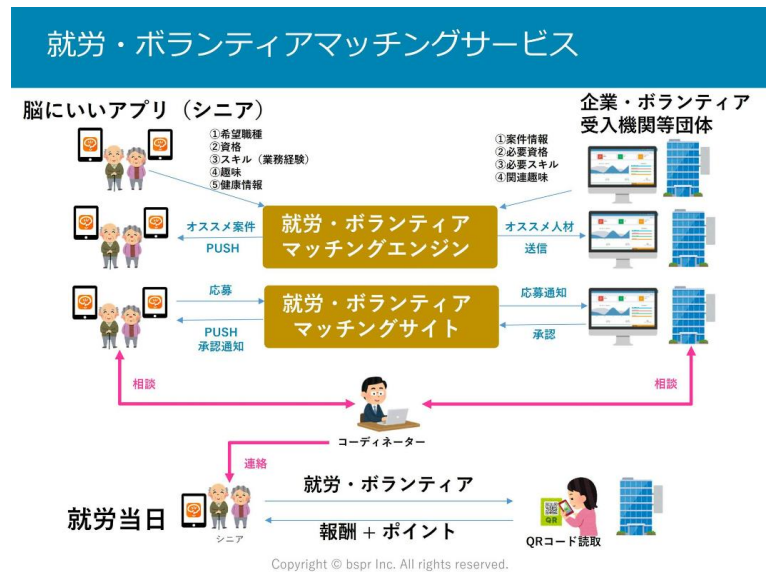 就労・ボランティアマッチングサービス
脳にいいアプリ（シニア）
①希望職種
②資格
③スキル（業務経験）
④趣味
⑤健康情報
企業・ボランティア
受入機関等団体
①案件情報
②必要資格
③必要スキル
④関連趣味
オススメ案件
PUSH
就労・ボランティア
マッチングエンジン
オススメ人材
送信
応募
PUSH
承認通知
就労・ボランティア
マッチングサイト
応募通知
承認
相談
相談
コーディネーター
連絡
就労当日
シニア
就労・ボランティア
報酬 + ポイント
QR
QRコード読取
Copyright © bspr Inc. All rights reserved.